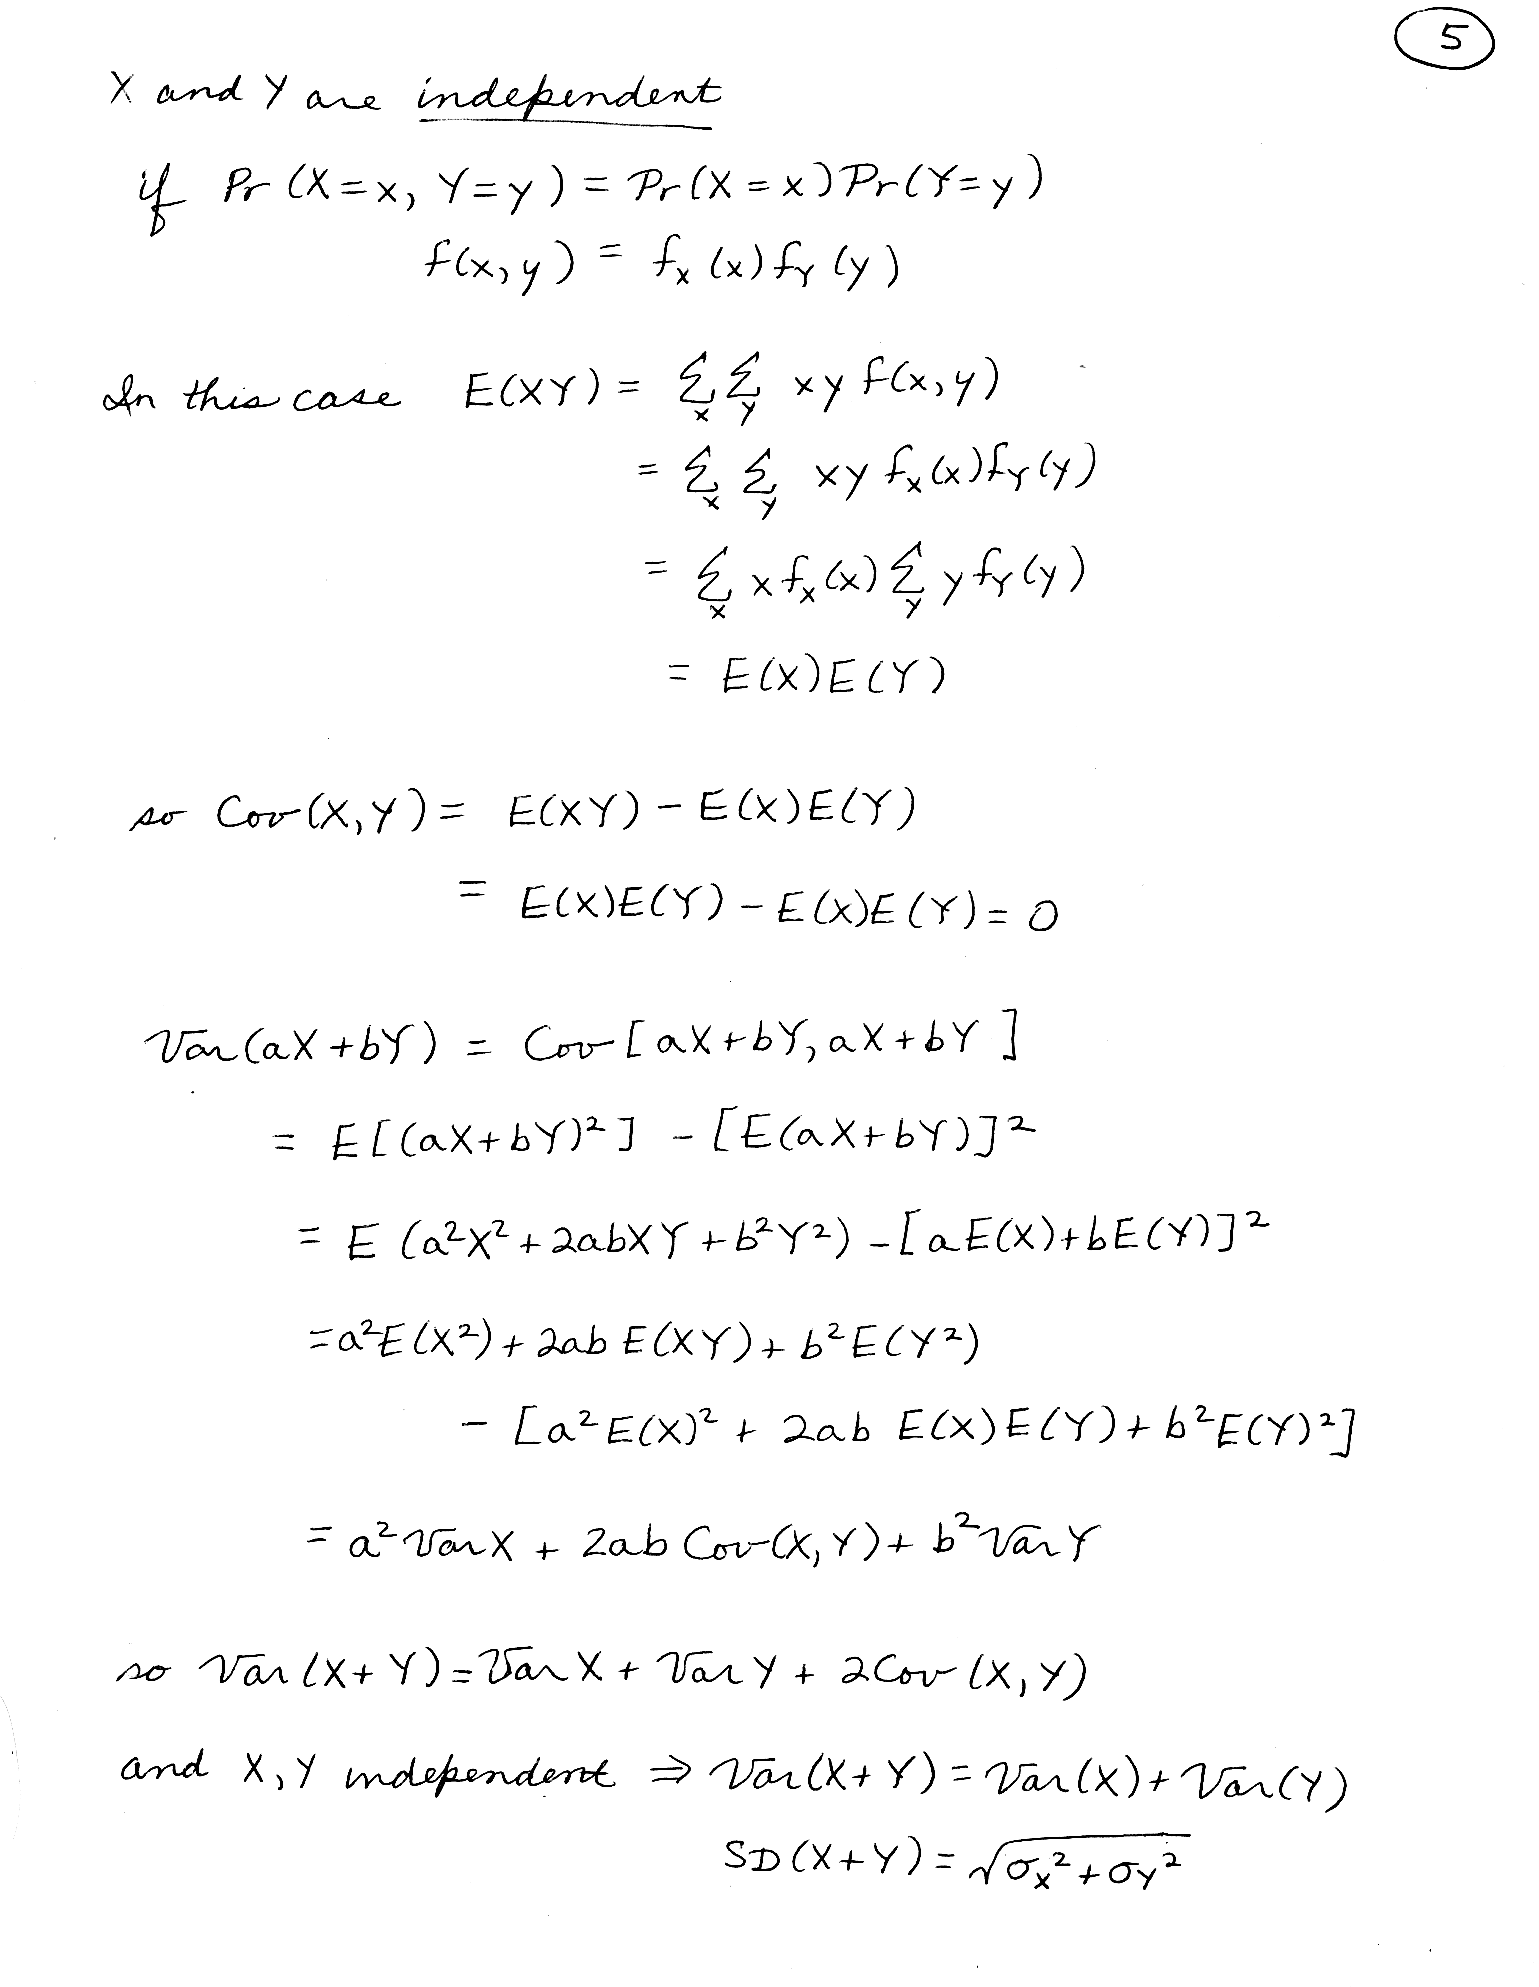 5
X and Y are independent
if Pr(X=x, Y=y) = Pr(X=x)Pr(Y=y)
f(x,y) = f_X(x)f_Y(y)
In this case E(XY) = Σ_x Σ_y xy f(x,y)
= Σ_x Σ_y xy f_X(x)f_Y(y)
= Σ_x x f_X(x) Σ_y y f_Y(y)
= E(X)E(Y)
so Cov(X,Y) = E(XY) - E(X)E(Y)
= E(X)E(Y) - E(X)E(Y) = 0
Var(aX+bY) = Cov[aX+bY, aX+bY]
= E[(aX+bY)²] - [E(aX+bY)]²
= E(a²X² + 2abXY + b²Y²) - [aE(X)+bE(Y)]²
= a²E(X²) + 2ab E(XY) + b²E(Y²)
- [a²E(X)² + 2ab E(X)E(Y) + b²E(Y)²]
= a² Var X + 2ab Cov(X,Y) + b² Var Y
so Var(X+Y) = Var X + Var Y + 2Cov(X,Y)
and X,Y independent ⇒ Var(X+Y) = Var(X) + Var(Y)
SD(X+Y) = √(σ_X² + σ_Y²)